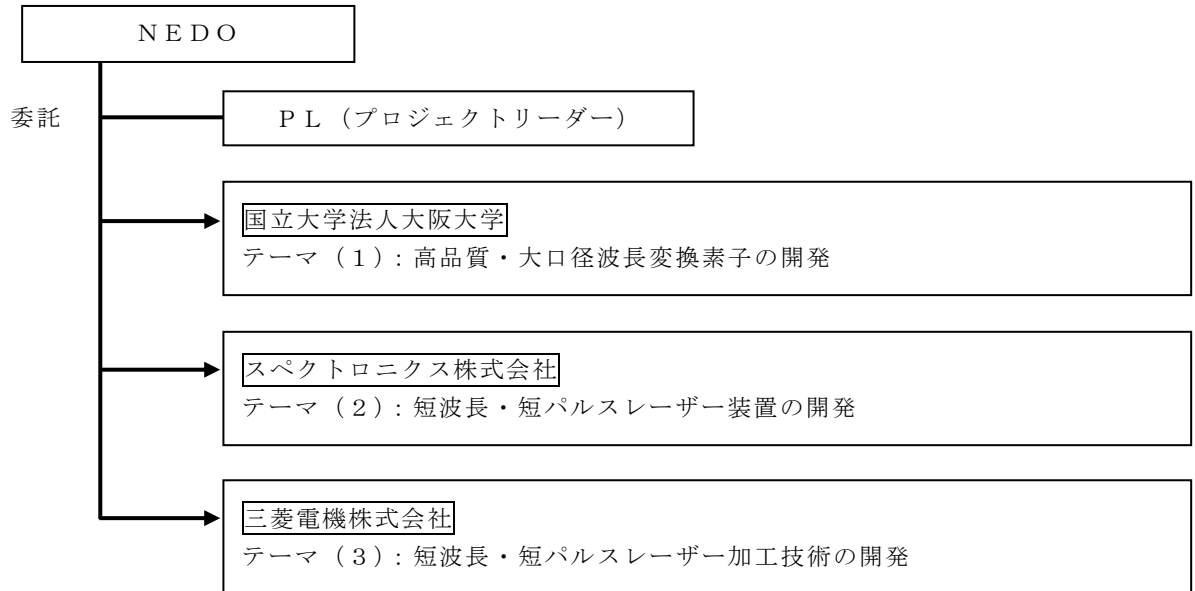 ＮＥＤＯ
委託
ＰＬ（プロジェクトリーダー）
国立大学法人大阪大学
テーマ（１）：高品質・大口径波長変換素子の開発
スペクトロニクス株式会社
テーマ（２）：短波長・短パルスレーザー装置の開発
三菱電機株式会社
テーマ（３）：短波長・短パルスレーザー加工技術の開発